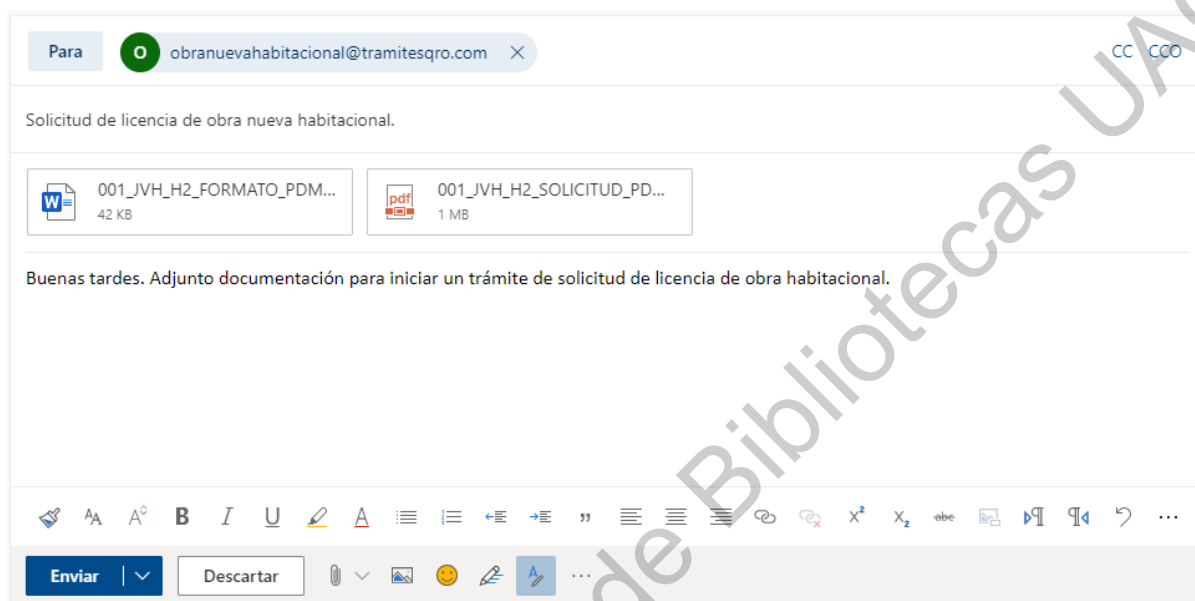 Para O obranuevahabitacional@tramitesqro.com CC CCO
Solicitud de licencia de obra nueva habitacional.
001_JVH_H2_FORMATO_PDM... 001_JVH_H2_SOLICITUD_PD...
42 KB 1 MB
Buenas tardes. Adjunto documentación para iniciar un trámite de solicitud de licencia de obra habitacional.
Enviar Descartar
de Bibliotecas UAQ